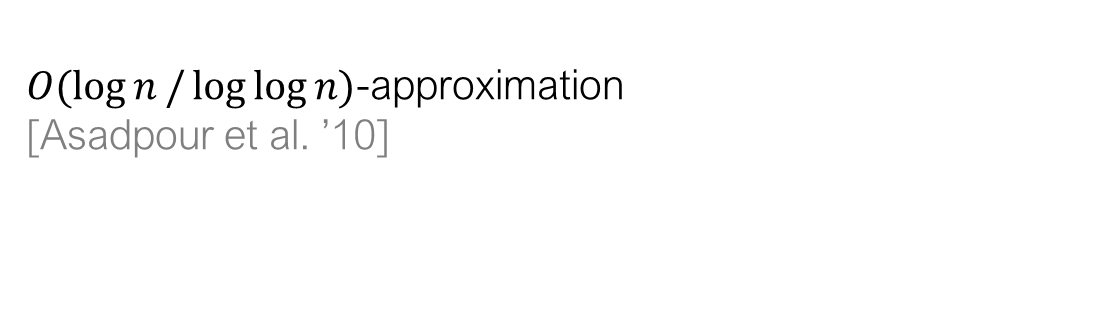 O(log n / log log n)-approximation
[Asadpour et al. ’10]